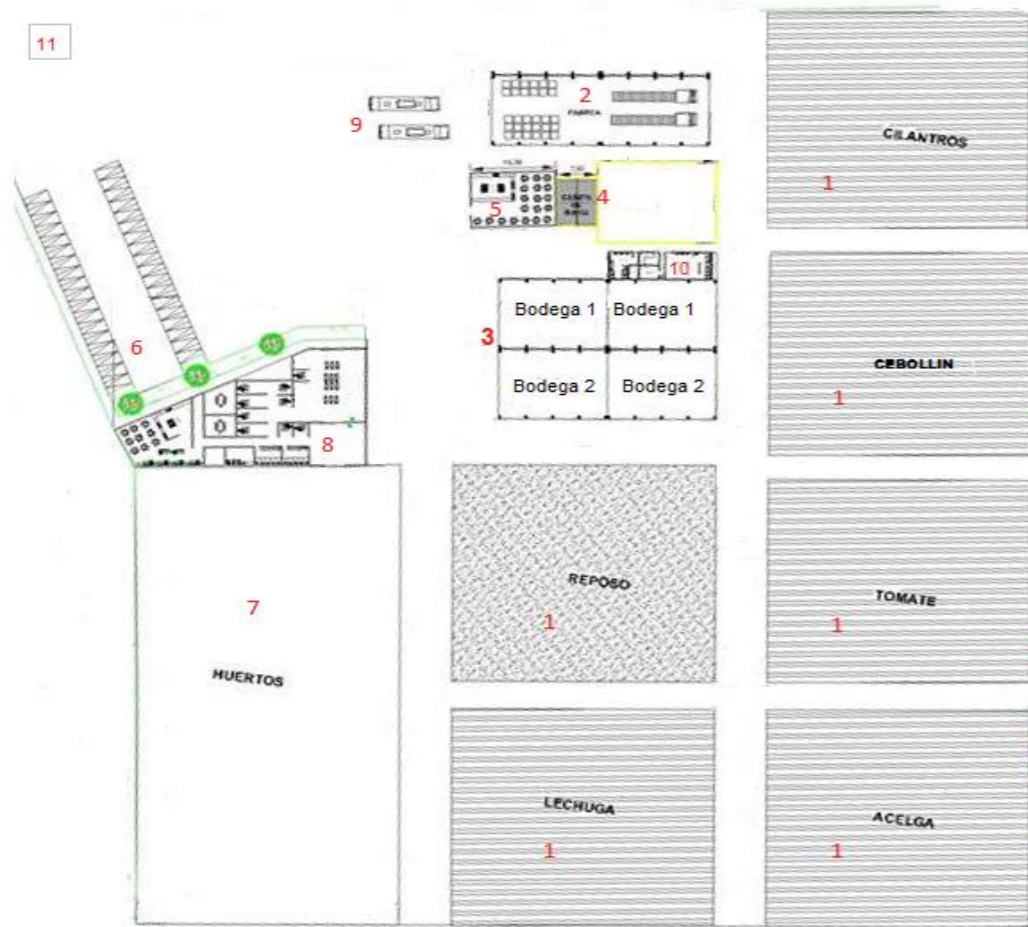 11
2
FABRICA
9
CILANTROS
1
4
5
10
Bodega 1 Bodega 1
3
Bodega 2 Bodega 2
6
CEBOLLIN
1
8
REPOSO
1
TOMATE
1
7
HUERTOS
LECHUGA
1
ACELGA
1